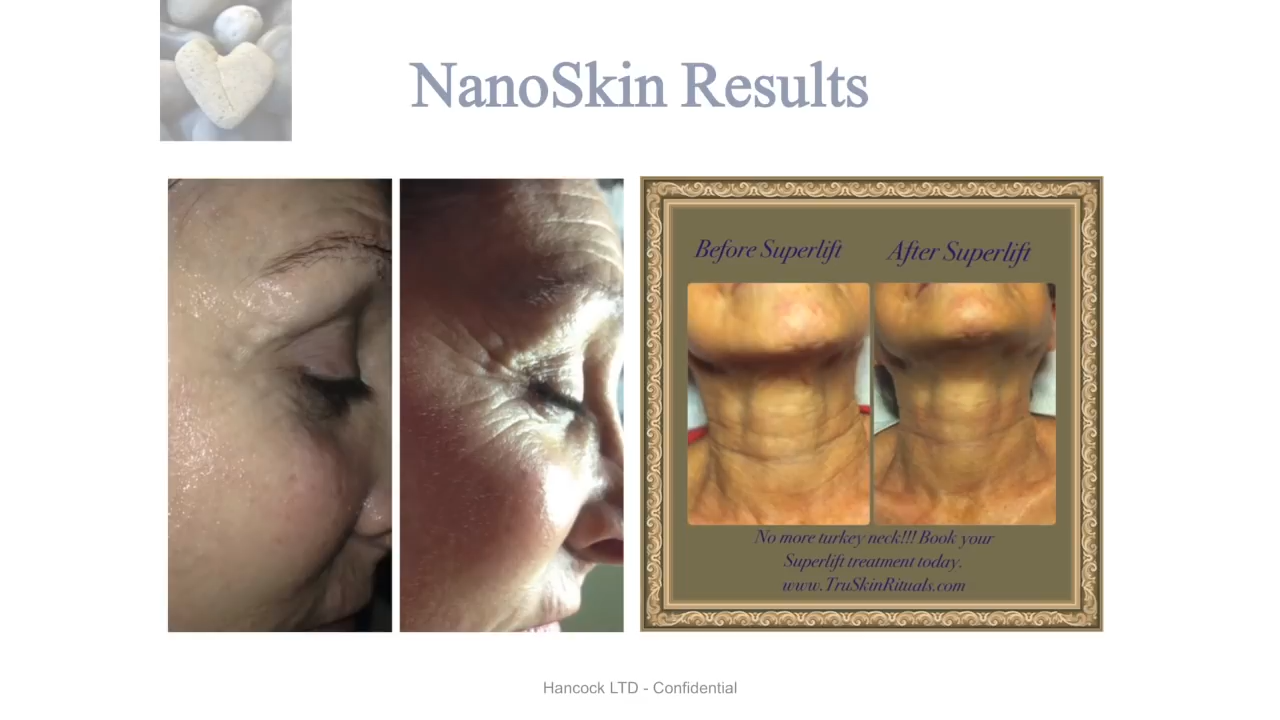 NanoSkin Results
Before Superlift
After Superlift
No more turkey neck!!! Book your
Superlift treatment today.
www.TruSkinRituals.com
Hancock LTD - Confidential